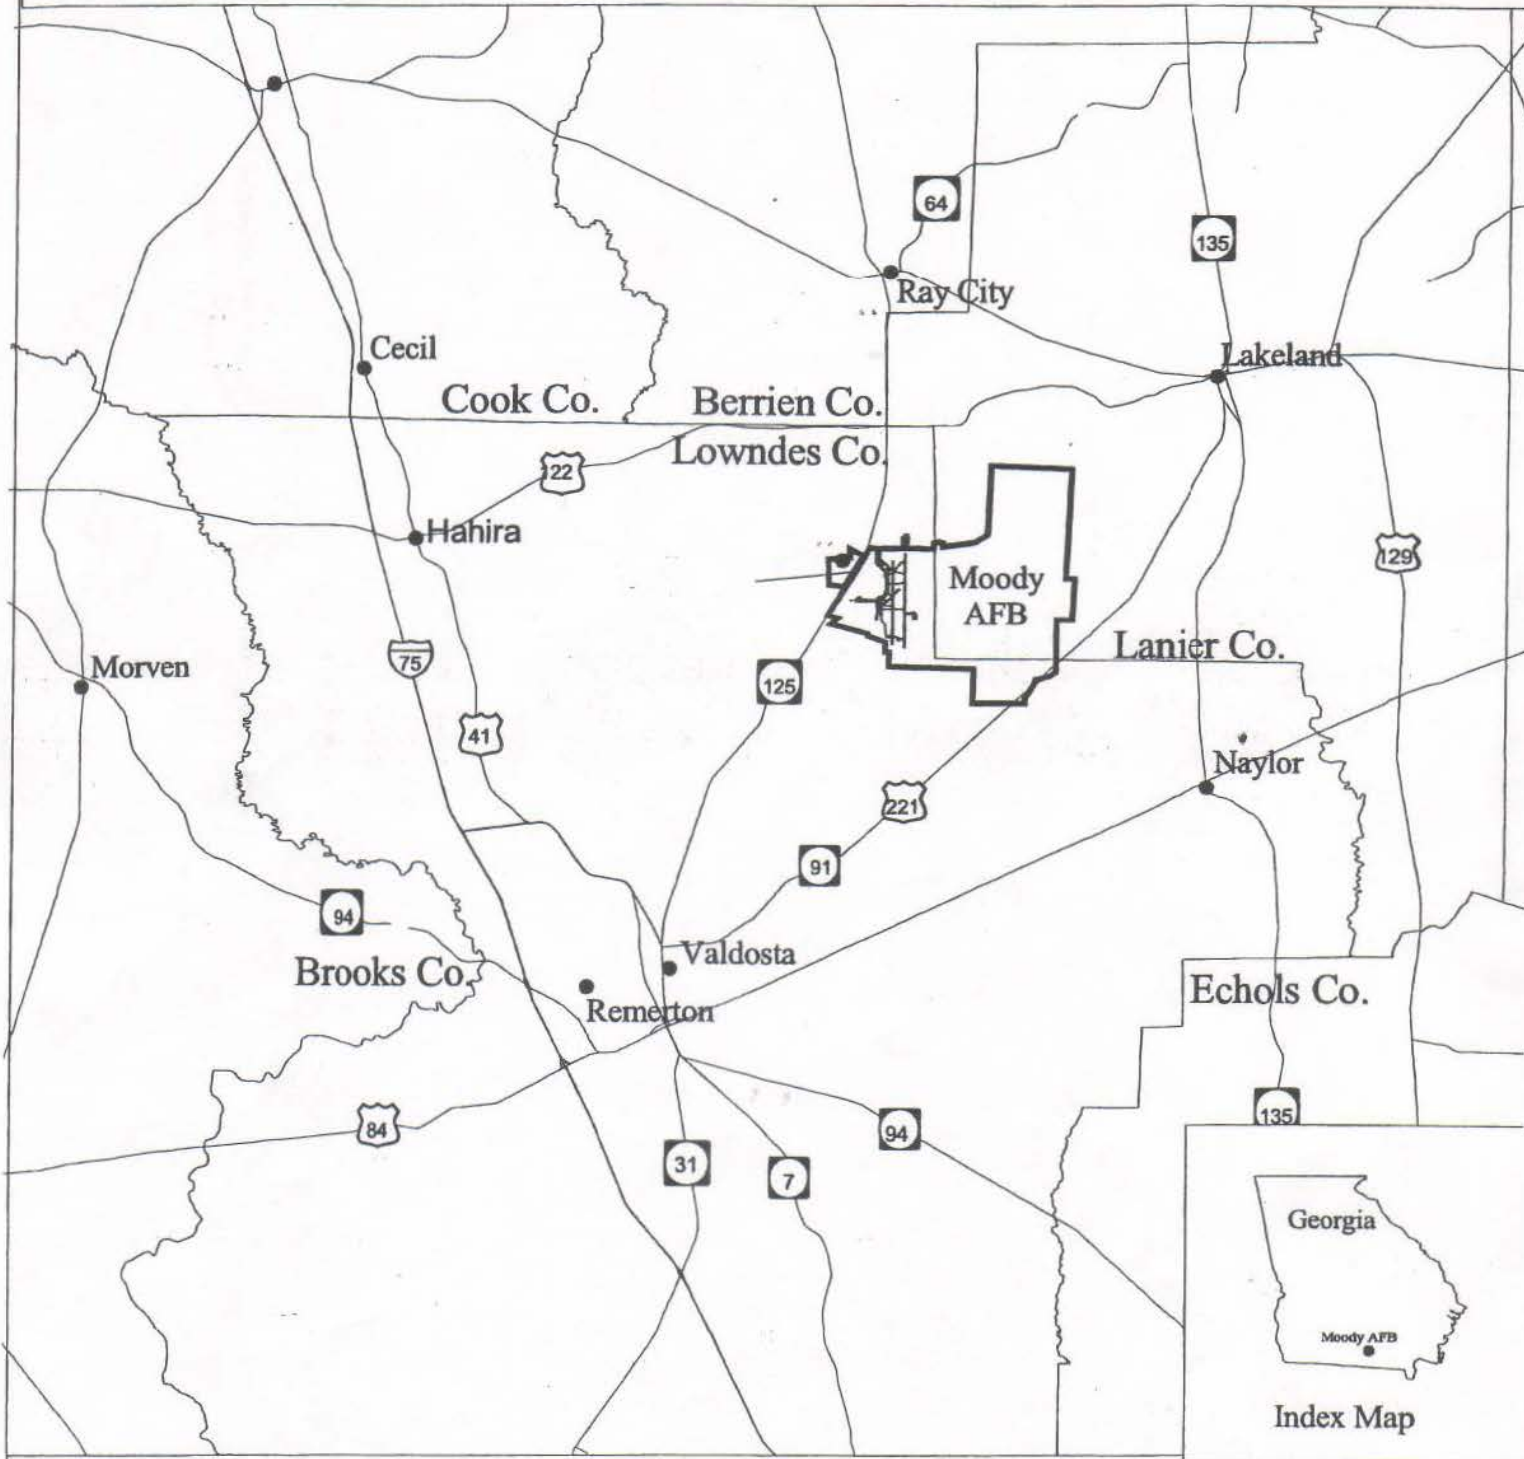 64
135
Ray City
Cecil
Lakeland
Cook Co.
Berrien Co.
Lowndes Co.
122
Hahira
129
Moody
AFB
Lanier Co.
75
Morven
125
41
Naylor
221
91
94
Valdosta
Brooks Co.
Remerton
Echols Co.
135
84
94
31
7
Georgia
Moody AFB
Index Map